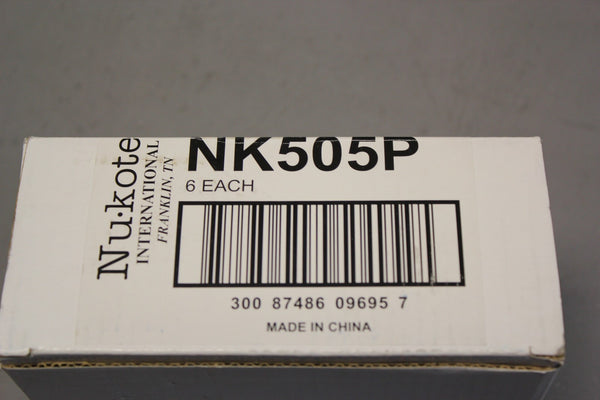 Nu·kote
INTERNATIONAL
FRANKLIN, TN
NK505P
6 EACH
300 87486 09695 7
MADE IN CHINA